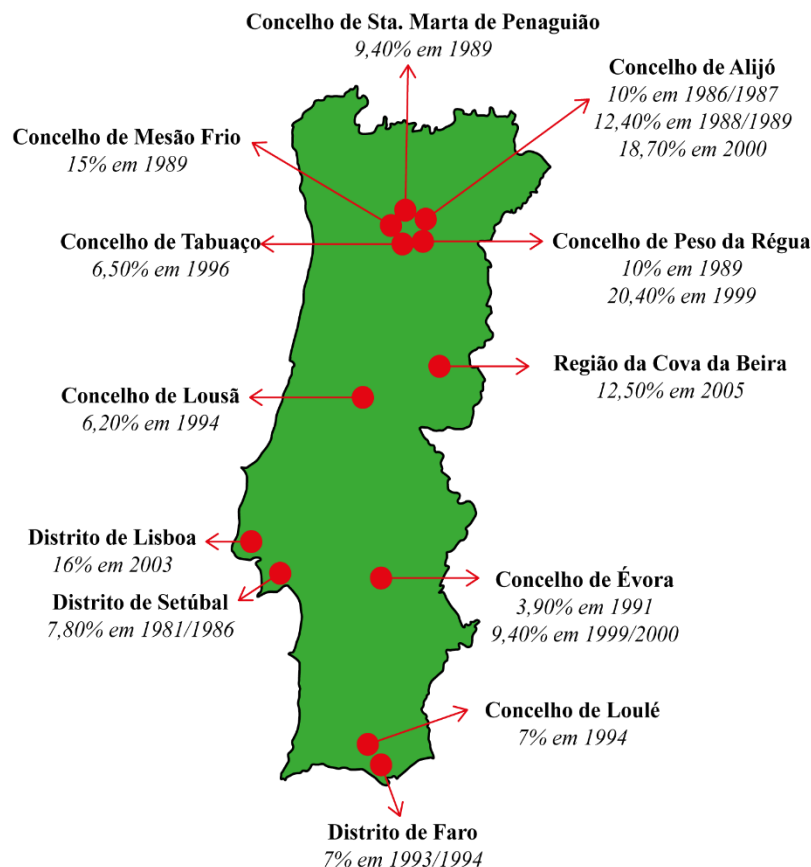 Concelho de Sta. Marta de Penaguião
9,40% em 1989
Concelho de Alijó
10% em 1986/1987
12,40% em 1988/1989
18,70% em 2000
Concelho de Mesão Frio
15% em 1989
Concelho de Tabuaço
6,50% em 1996
Concelho de Peso da Régua
10% em 1989
20,40% em 1999
Região da Cova da Beira
12,50% em 2005
Concelho de Lousã
6,20% em 1994
Distrito de Lisboa
16% em 2003
Distrito de Setúbal
7,80% em 1981/1986
Concelho de Évora
3,90% em 1991
9,40% em 1999/2000
Concelho de Loulé
7% em 1994
Distrito de Faro
7% em 1993/1994